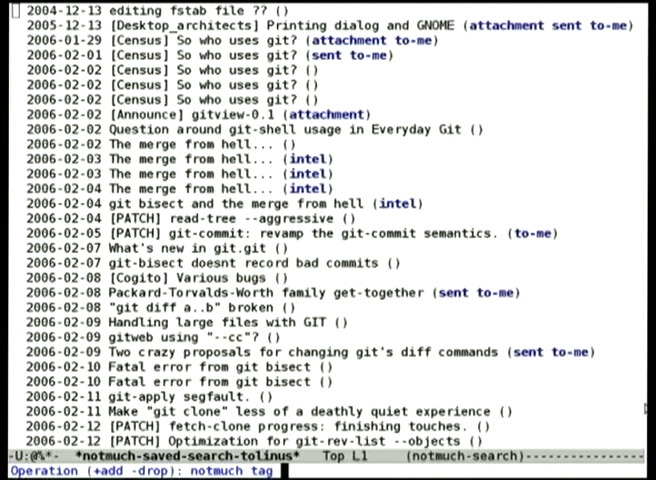 2004-12-13 editing fstab file ?? ()
2005-12-13 [Desktop_architects] Printing dialog and GNOME (attachment sent to-me)
2006-01-29 [Census] So who uses git? (attachment to-me)
2006-02-01 [Census] So who uses git? (sent to-me)
2006-02-02 [Census] So who uses git? ()
2006-02-02 [Census] So who uses git? ()
2006-02-02 [Census] So who uses git? ()
2006-02-02 [Announce] gitview-0.1 (attachment)
2006-02-02 Question around git-shell usage in Everyday Git ()
2006-02-02 The merge from hell... ()
2006-02-03 The merge from hell... (intel)
2006-02-03 The merge from hell... (intel)
2006-02-04 The merge from hell... (intel)
2006-02-04 git bisect and the merge from hell (intel)
2006-02-04 [PATCH] read-tree --aggressive ()
2006-02-05 [PATCH] git-commit: revamp the git-commit semantics. (to-me)
2006-02-07 What's new in git.git ()
2006-02-07 git-bisect doesnt record bad commits ()
2006-02-08 [Cogito] Various bugs ()
2006-02-08 Packard-Torvalds-Worth family get-together (sent to-me)
2006-02-08 "git diff a..b" broken ()
2006-02-09 Handling large files with GIT ()
2006-02-09 gitweb using "--cc"? ()
2006-02-09 Two crazy proposals for changing git's diff commands (sent to-me)
2006-02-10 Fatal error from git bisect ()
2006-02-10 Fatal error from git bisect ()
2006-02-11 git-apply segfault. ()
2006-02-11 Make "git clone" less of a deathly quiet experience ()
2006-02-12 [PATCH] fetch-clone progress: finishing touches. ()
2006-02-12 [PATCH] Optimization for git-rev-list --objects ()
-U:@%*- *notmuch-saved-search-tolinus* Top L1 (notmuch-search)----------------
Operation (+add -drop): notmuch tag